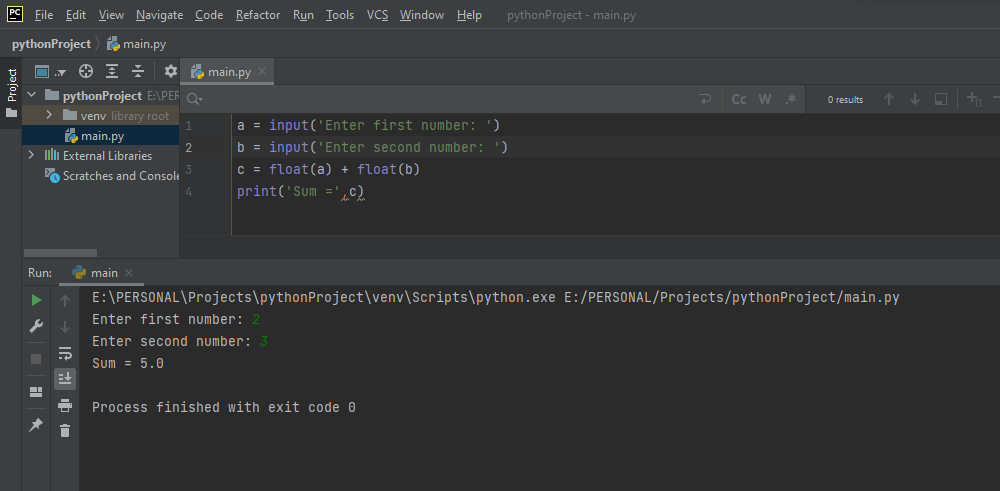 PC File Edit View Navigate Code Refactor Run Tools VCS Window Help pythonProject - main.py
pythonProject main.py
Project
main.py
pythonProject E:\PER
venv library root
main.py
External Libraries
Scratches and Console
Cc W .* 0 results
1 a = input('Enter first number: ')
2 b = input('Enter second number: ')
3 c = float(a) + float(b)
4 print('Sum =',c)
Run: main
E:\PERSONAL\Projects\pythonProject\venv\Scripts\python.exe E:/PERSONAL/Projects/pythonProject/main.py
Enter first number: 2
Enter second number: 3
Sum = 5.0
Process finished with exit code 0